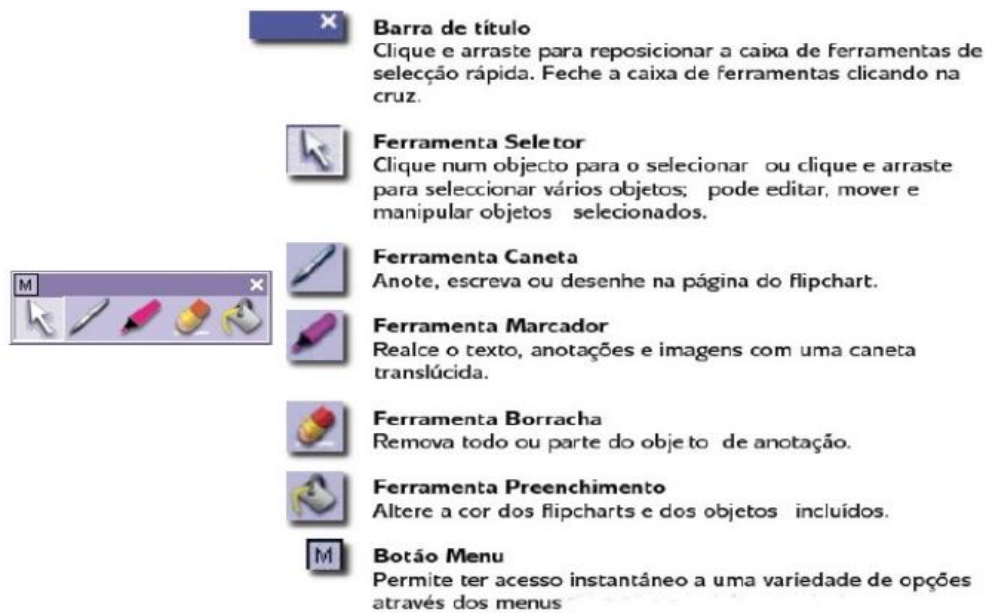 Barra de título
Clique e arraste para reposicionar a caixa de ferramentas de
selecção rápida. Feche a caixa de ferramentas clicando na
cruz.
Ferramenta Seletor
Clique num objecto para o selecionar ou clique e arraste
para seleccionar vários objetos; pode editar, mover e
manipular objetos selecionados.
Ferramenta Caneta
Anote, escreva ou desenhe na página do flipchart.
M
Ferramenta Marcador
Realce o texto, anotações e imagens com uma caneta
translúcida.
Ferramenta Borracha
Remova todo ou parte do objeto de anotação.
Ferramenta Preenchimento
Altere a cor dos flipcharts e dos objetos incluídos.
M
Botão Menu
Permite ter acesso instantâneo a uma variedade de opções
através dos menus